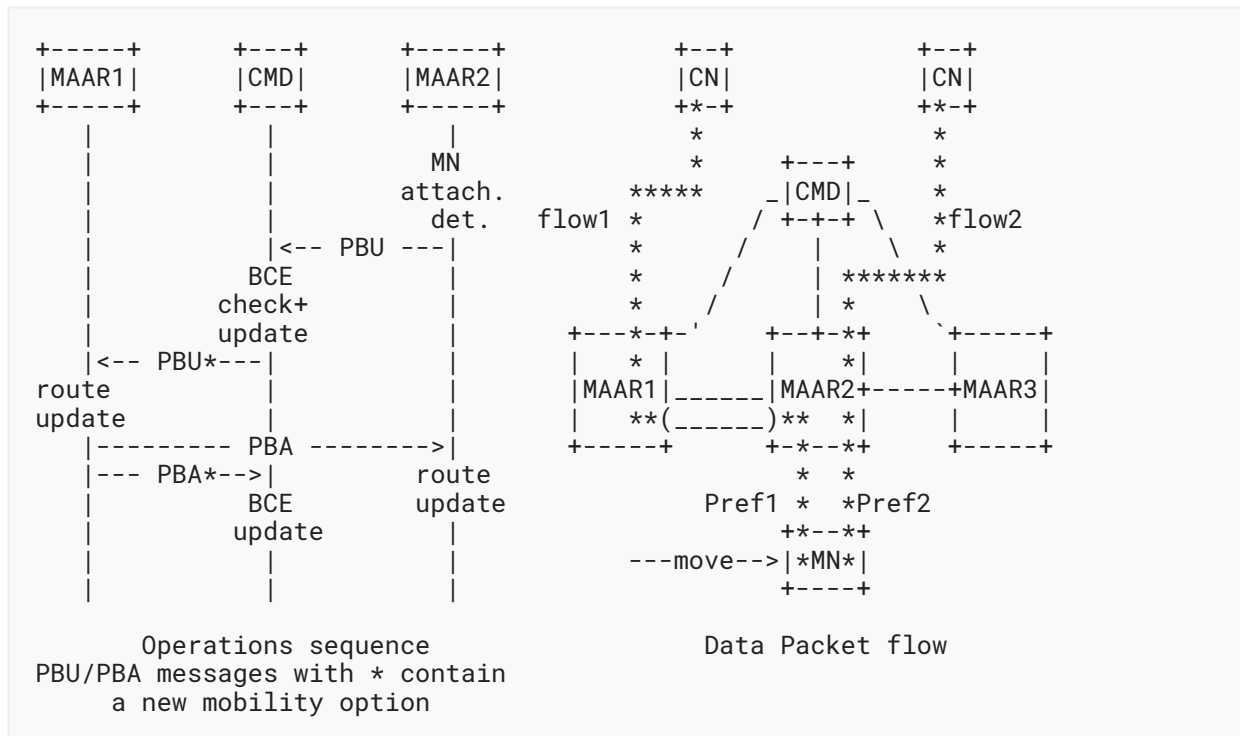 +-----+      +---+      +-----+            +--+            +--+
|MAAR1|      |CMD|      |MAAR2|            |CN|            |CN|
+-----+      +---+      +-----+            +*-+            +*-+
   |           |           |                *               *
   |           |          MN                *     +---+     *
   |           |        attach.         *****    _|CMD|_    *
   |           |          det.   flow1 *        / +-+-+ \   *flow2
   |           |<-- PBU ---|           *       /    |    \  *
   |          BCE          |           *      /     | *******
   |        check+         |           *     /      | *    \
   |        update         |       +---*-+-'    +--+-*+     `+-----+
   |<-- PBU*---|           |       |   * |      |    *|      |     |
route          |           |       |MAAR1|______|MAAR2+-----+MAAR3|
update         |           |       |   **(______)**  *|      |     |
   |--------- PBA -------->|       +-----+      +-*--*+      +-----+
   |--- PBA*-->|         route                    *  *
   |          BCE        update              Pref1 *  *Pref2
   |         update        |                     +*--*+
   |           |           |           ---move-->|*MN*|
   |           |           |                     +----+
Operations sequence                  Data Packet flow
PBU/PBA messages with * contain
a new mobility option